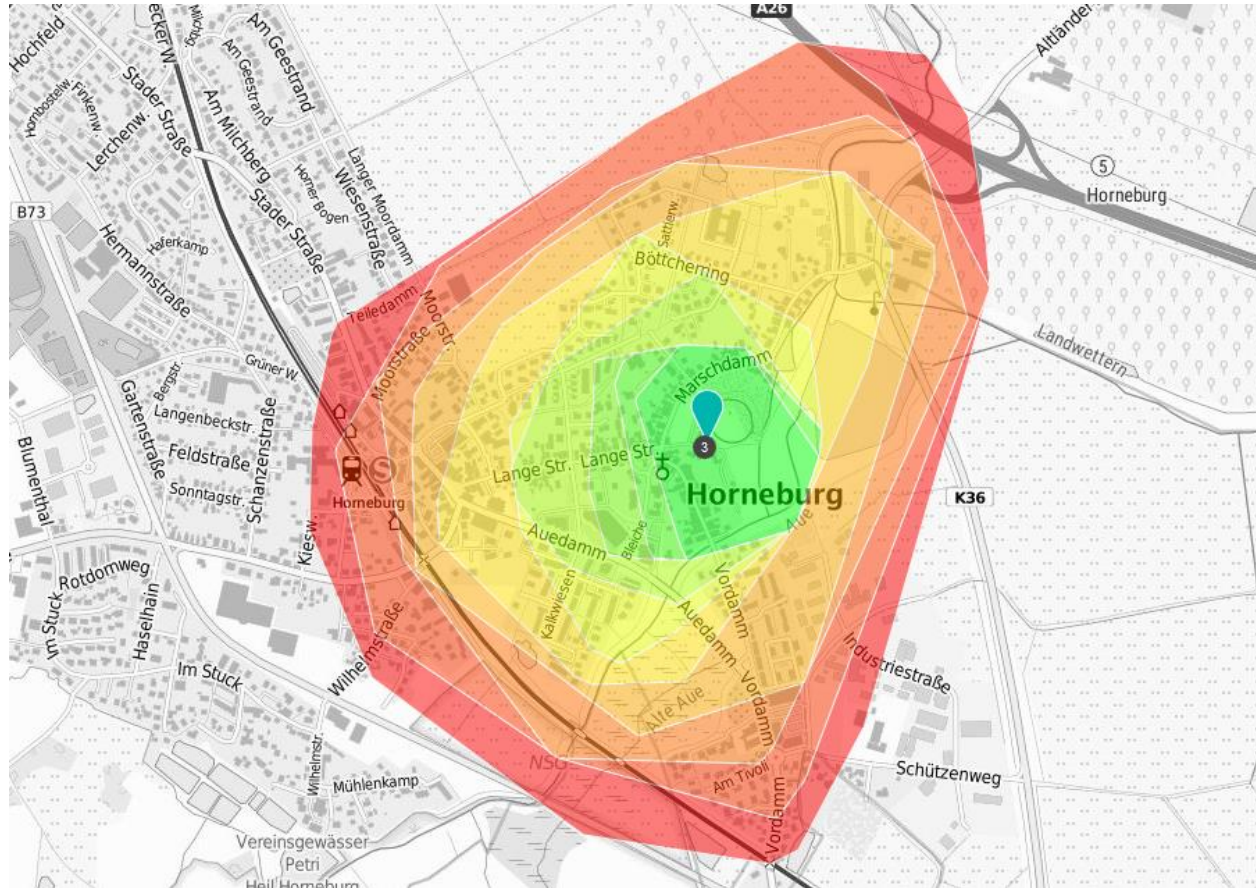 A26
Hochfeld
ecker W.
Milchb
Am Geestrand
Am Geestrand
Altländer
Hornbostelw.
Finkenw.
Stader Straße
Lerchenw.
Am Milchberg
Langer Moordamm
Wiesenstraße
Horner Bogen
Stader Straße
5
Horneburg
B73
Sattlerw.
Haferkamp
Hermannstraße
Böttcherring
Teiledamm
Moorstr.
Moorstraße
Landwettern
Marschdamm
Bergstr.
Grüner W.
Gartenstraße
Langenbeckstr.
3
Blumenthal
Feldstraße
Schanzenstraße
Lange Str.
Lange Str.
S
Sonntagstr.
Horneburg
Horneburg
K36
Kiesw.
Aue
Auedamm
Bleiche
Rotdornweg
Im Stuck
Haselhain
Kalkwiesen
Vordamm
Auedamm
Wilhelmstraße
Im Stuck
Industriestraße
Vordamm
Alte Aue
Wilhelmstr.
NSG
Mühlenkamp
Am Tivoli
Schützenweg
Vordamm
Vereinsgewässer
Petri
Heil Horneburg